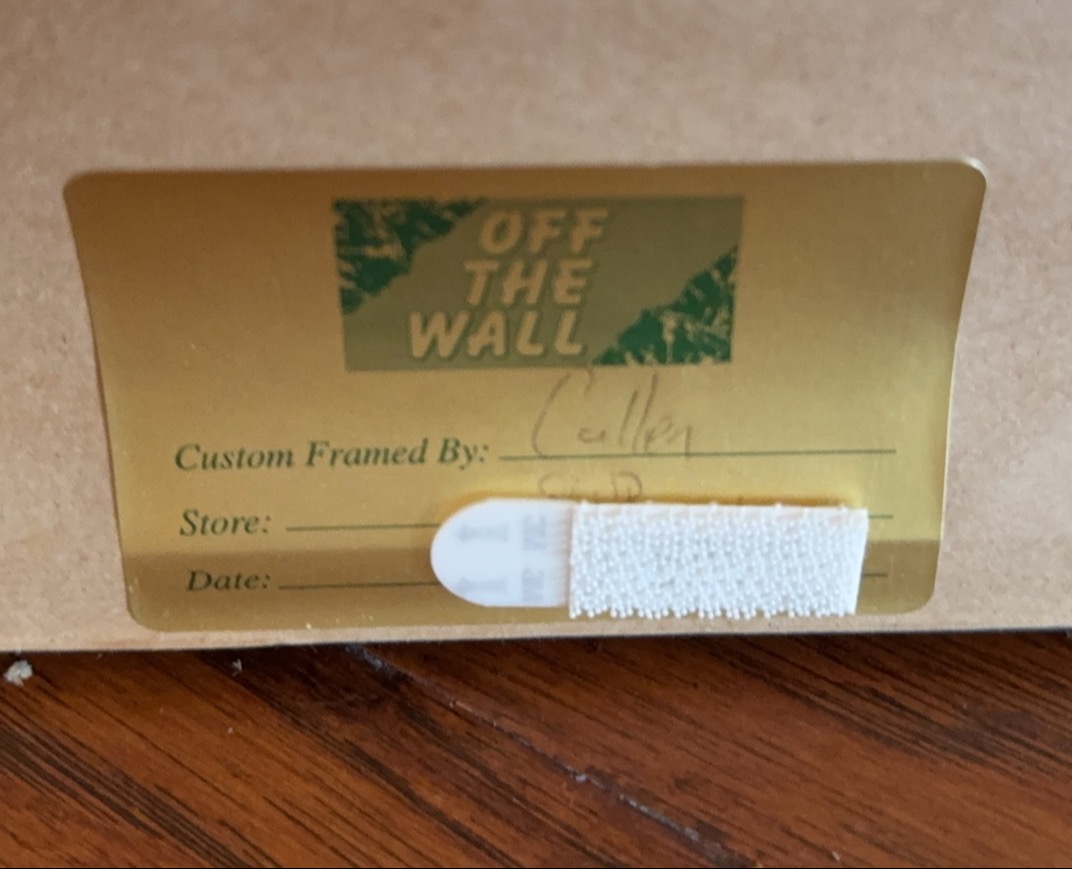 OFF
THE
WALL
Custom Framed By: Cullen
Store:
Date: